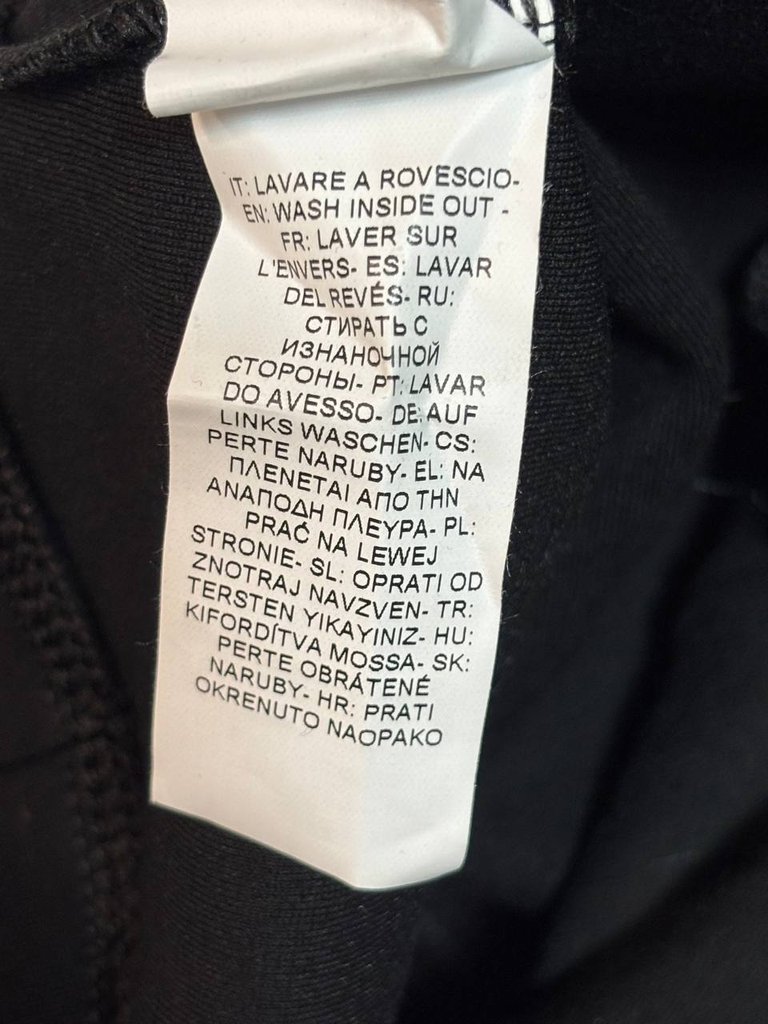 IT: LAVARE A ROVESCIO-
EN: WASH INSIDE OUT -
FR: LAVER SUR
L'ENVERS- ES: LAVAR
DEL REVÉS- RU:
СТИРАТЬ С
ИЗНАНОЧНОЙ
СТОРОНЫ- PT: LAVAR
DO AVESSO- DE: AUF
LINKS WASCHEN- CS:
PERTE NARUBY- EL: NA
ΠΛΕΝΕΤΑΙ ΑΠΟ ΤΗΝ
ΑΝΑΠΟΔΗ ΠΛΕΥΡΑ- PL:
PRAĆ NA LEWEJ
STRONIE- SL: OPRATI OD
ZNOTRAJ NAVZVEN- TR:
TERSTEN YIKAYINIZ- HU:
KIFORDÍTVA MOSSA- SK:
PERTE OBRÁTENÉ
NARUBY- HR: PRATI
OKRENUTO NAOPAKO